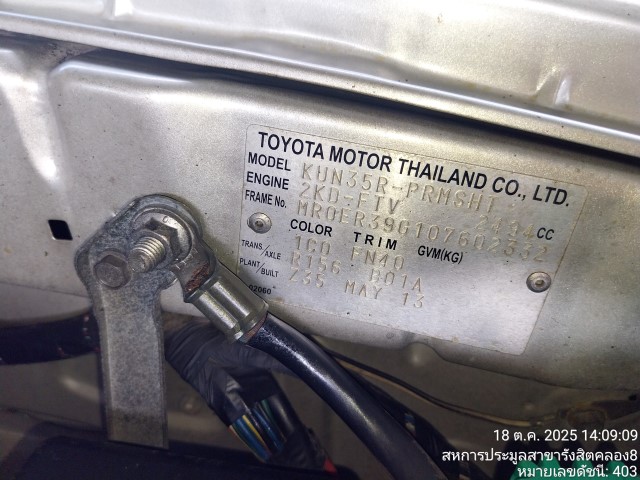 TOYOTA MOTOR THAILAND CO., LTD.
MODEL KUN35R-PRMSHT
ENGINE 2KD-FTV 2494 CC
FRAME No.
COLOR TRIM GVM(KG)
1G0 FN40
TRANS/AXLE R156 B01A
PLANT/BUILT /735 MAY 13
02060
18 ต.ค. 2025 14:09:09
สหการประมูลสาขารังสิตคลอง8
หมายเลขดัชนี: 403